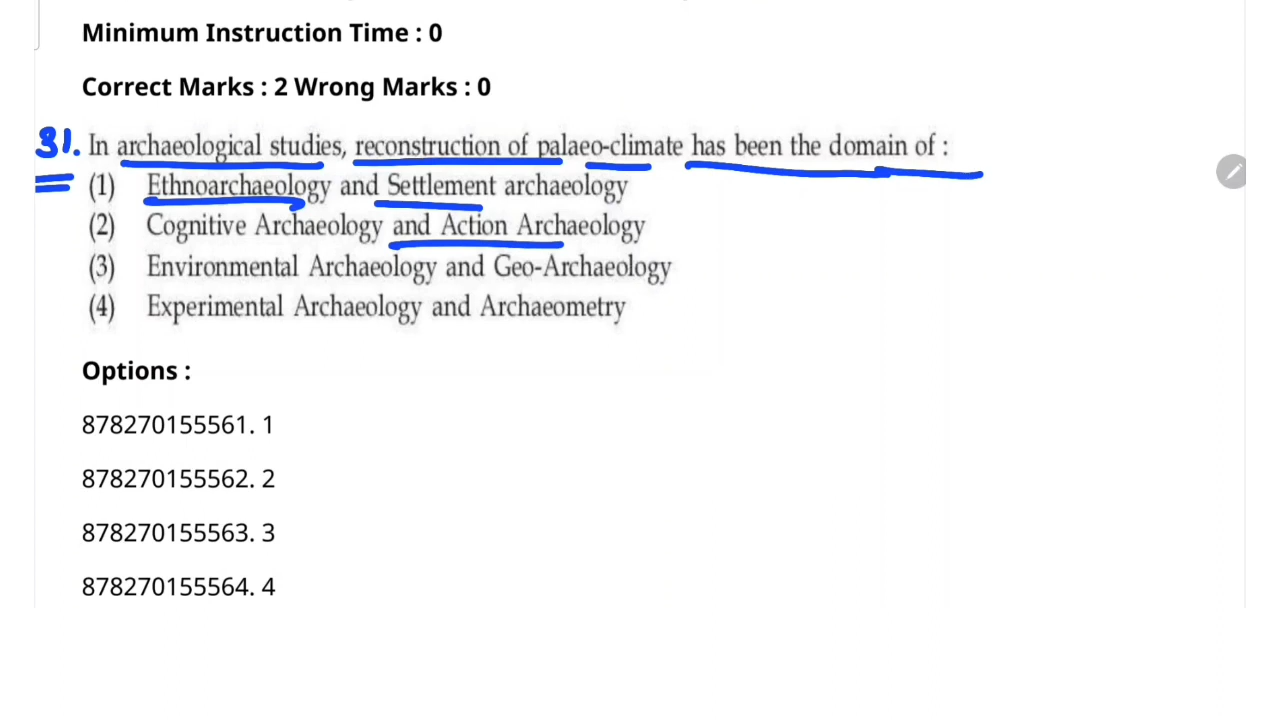 Minimum Instruction Time : 0
Correct Marks : 2 Wrong Marks : 0
31. In archaeological studies, reconstruction of palaeo-climate has been the domain of :
(1) Ethnoarchaeology and Settlement archaeology
(2) Cognitive Archaeology and Action Archaeology
(3) Environmental Archaeology and Geo-Archaeology
(4) Experimental Archaeology and Archaeometry
Options :
878270155561. 1
878270155562. 2
878270155563. 3
878270155564. 4